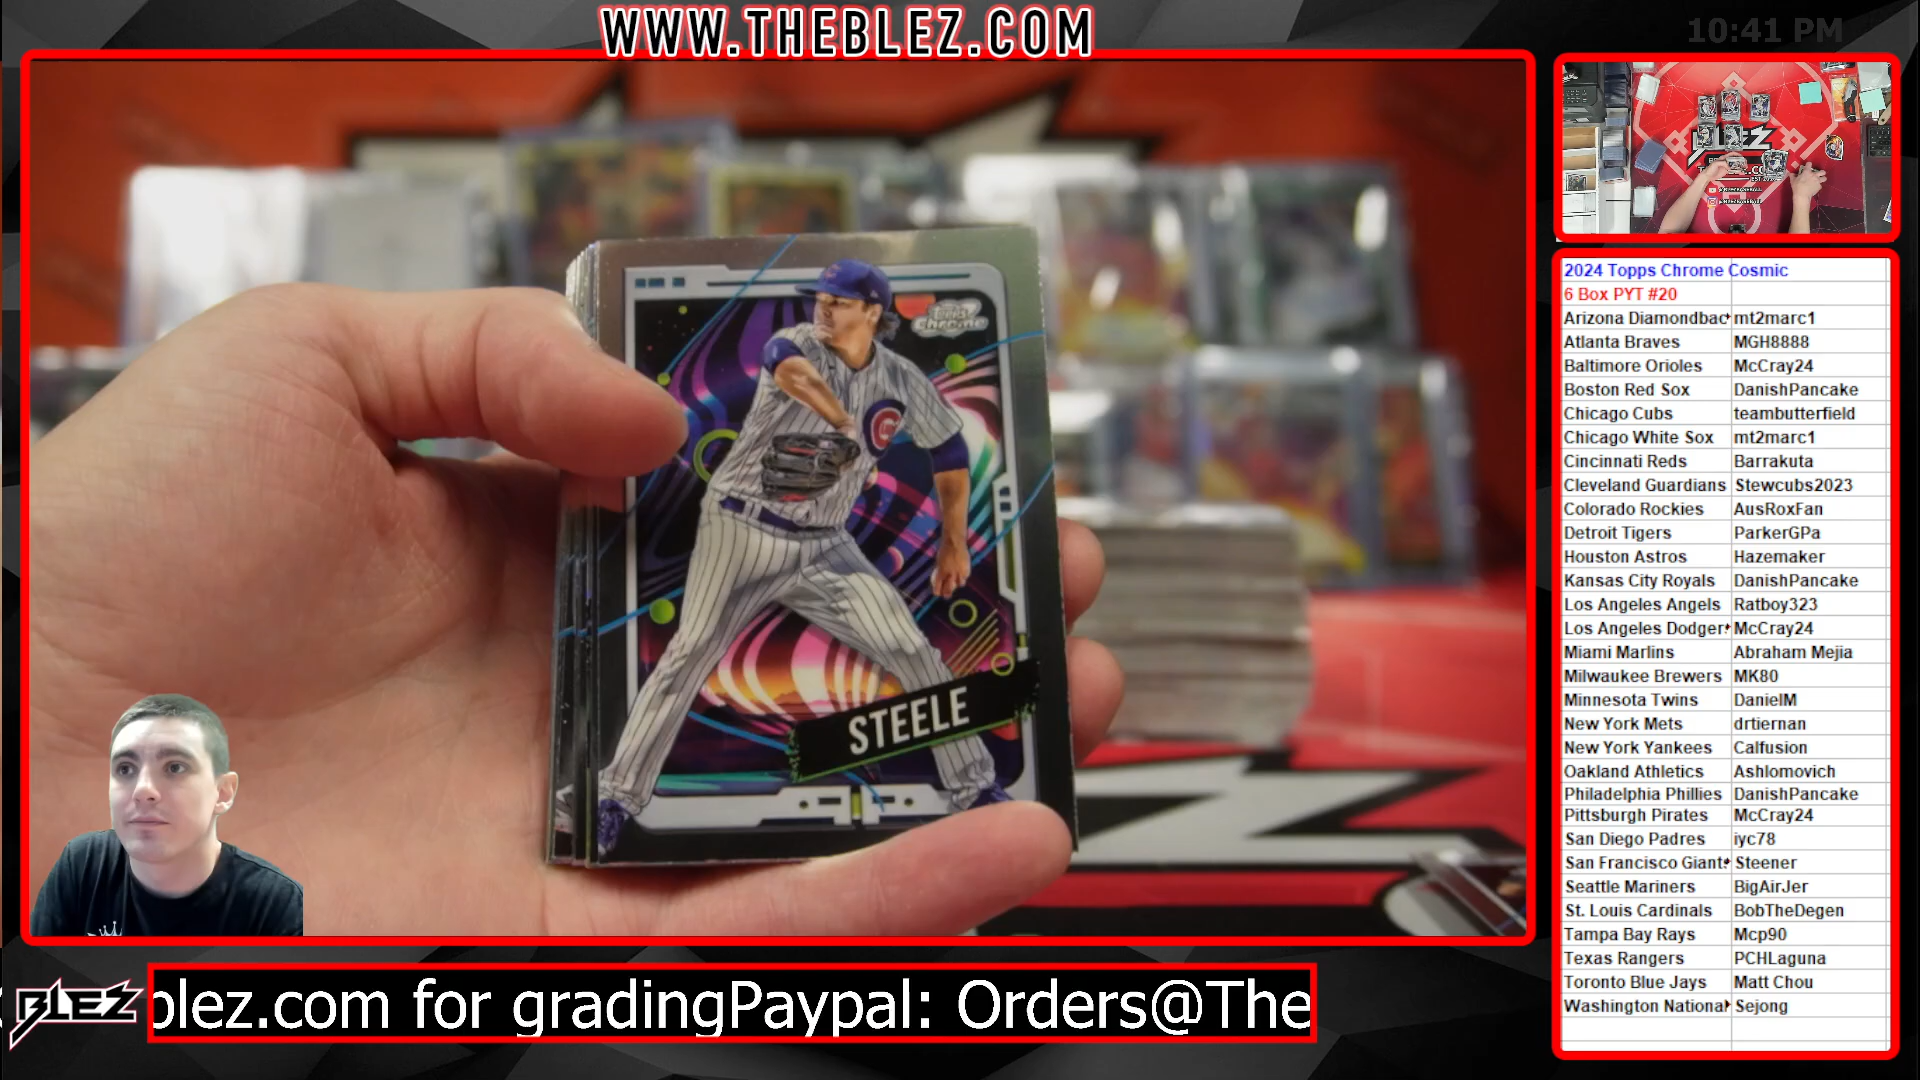 WWW.THEBLEZ.COM
10:41 PM
Topps
Chrome
STEELE
BLEZ
2024 Topps Chrome Cosmic
6 Box PYT #20
Arizona Diamondbac mt2marc1
Atlanta Braves MGH8888
Baltimore Orioles McCray24
Boston Red Sox DanishPancake
Chicago Cubs teambutterfield
Chicago White Sox mt2marc1
Cincinnati Reds Barrakuta
Cleveland Guardians Stewcubs2023
Colorado Rockies AusRoxFan
Detroit Tigers ParkerGPa
Houston Astros Hazemaker
Kansas City Royals DanishPancake
Los Angeles Angels Ratboy323
Los Angeles Dodger McCray24
Miami Marlins Abraham Mejia
Milwaukee Brewers MK80
Minnesota Twins DanielM
New York Mets drtiernan
New York Yankees Calfusion
Oakland Athletics Ashlomovich
Philadelphia Phillies DanishPancake
Pittsburgh Pirates McCray24
San Diego Padres iyc78
San Francisco Giant Steener
Seattle Mariners BigAirJer
St. Louis Cardinals BobTheDegen
Tampa Bay Rays Mcp90
Texas Rangers PCHLaguna
Toronto Blue Jays Matt Chou
Washington National Sejong
BLEZ
blez.com for gradingPaypal: Orders@The